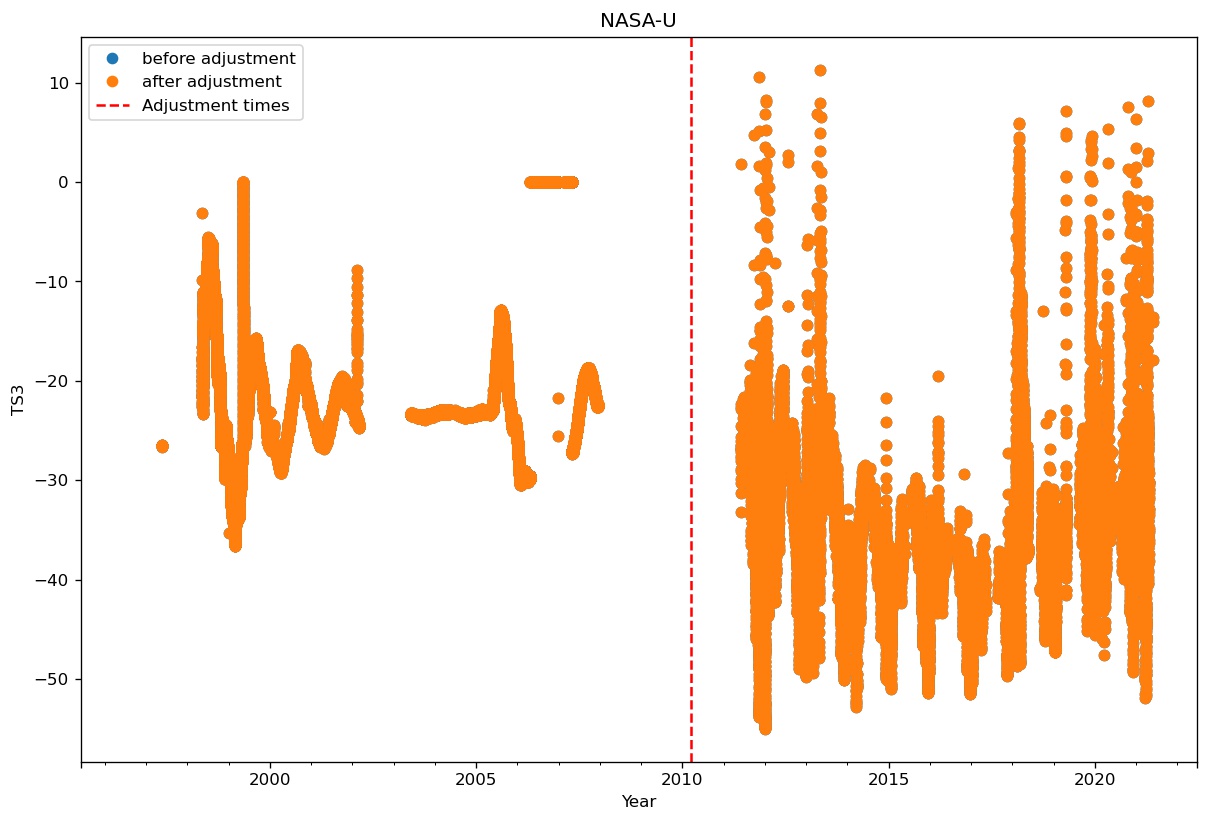 NASA-U
before adjustment
after adjustment
Adjustment times
TS3
10
0
−10
−20
−30
−40
−50
2000 2005 2010 2015 2020
Year